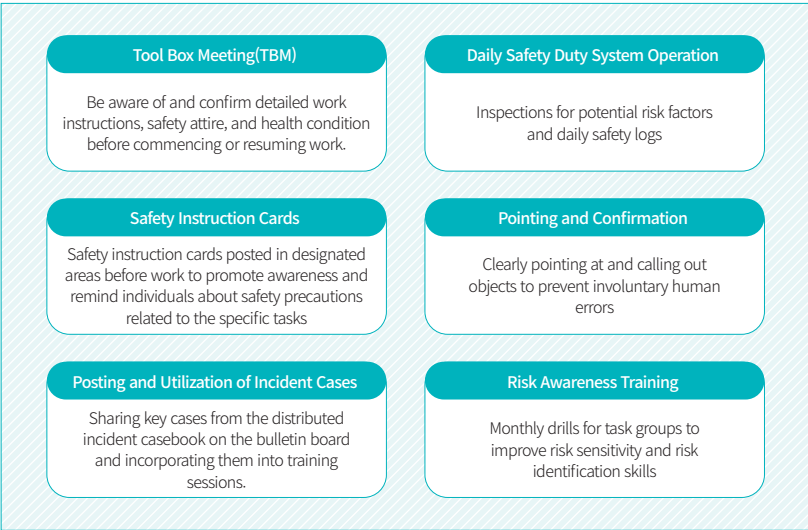 Tool Box Meeting(TBM)
Be aware of and confirm detailed work
instructions, safety attire, and health condition
before commencing or resuming work.
Daily Safety Duty System Operation
Inspections for potential risk factors
and daily safety logs
Safety Instruction Cards
Safety instruction cards posted in designated
areas before work to promote awareness and
remind individuals about safety precautions
related to the specific tasks
Pointing and Confirmation
Clearly pointing at and calling out
objects to prevent involuntary human
errors
Posting and Utilization of Incident Cases
Sharing key cases from the distributed
incident casebook on the bulletin board
and incorporating them into training
sessions.
Risk Awareness Training
Monthly drills for task groups to
improve risk sensitivity and risk
identification skills